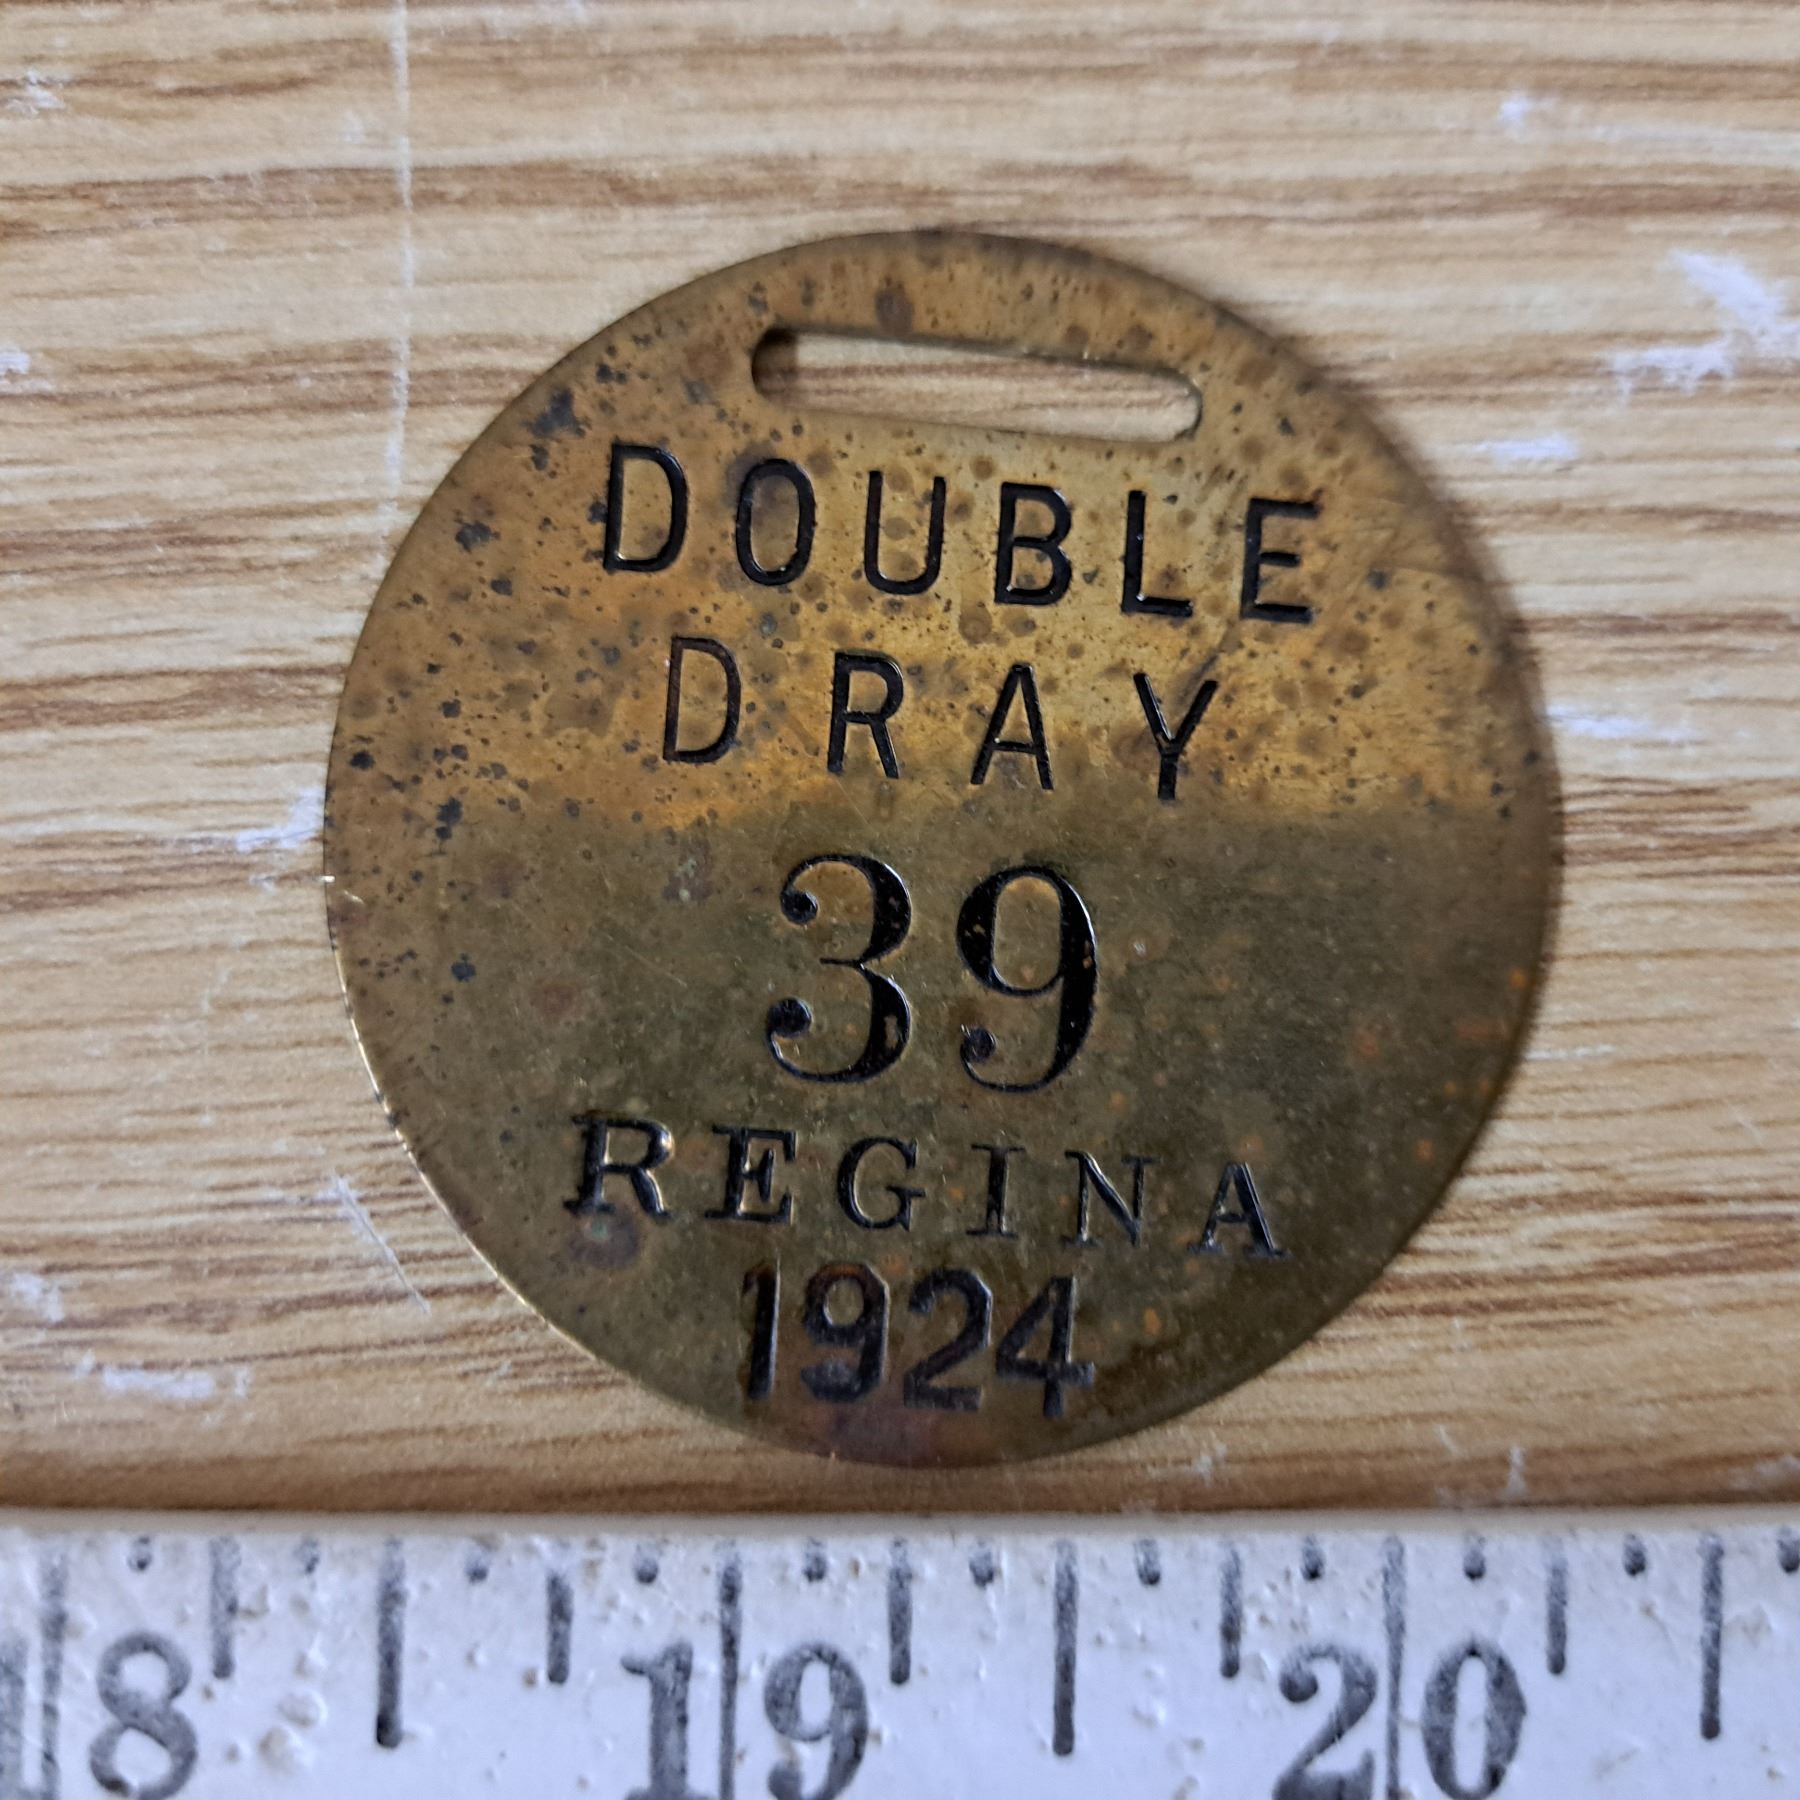 DOUBLE
DRAY
39
REGINA
1924
18 19 20